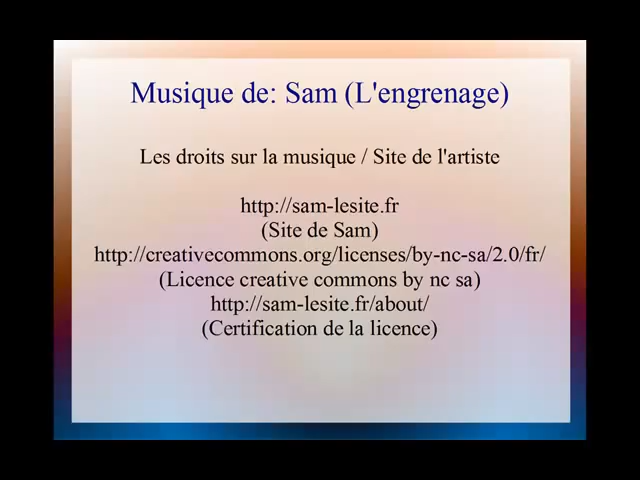 Musique de: Sam (L'engrenage)
Les droits sur la musique / Site de l'artiste
http://sam-lesite.fr
(Site de Sam)
http://creativecommons.org/licenses/by-nc-sa/2.0/fr/
(Licence creative commons by nc sa)
http://sam-lesite.fr/about/
(Certification de la licence)